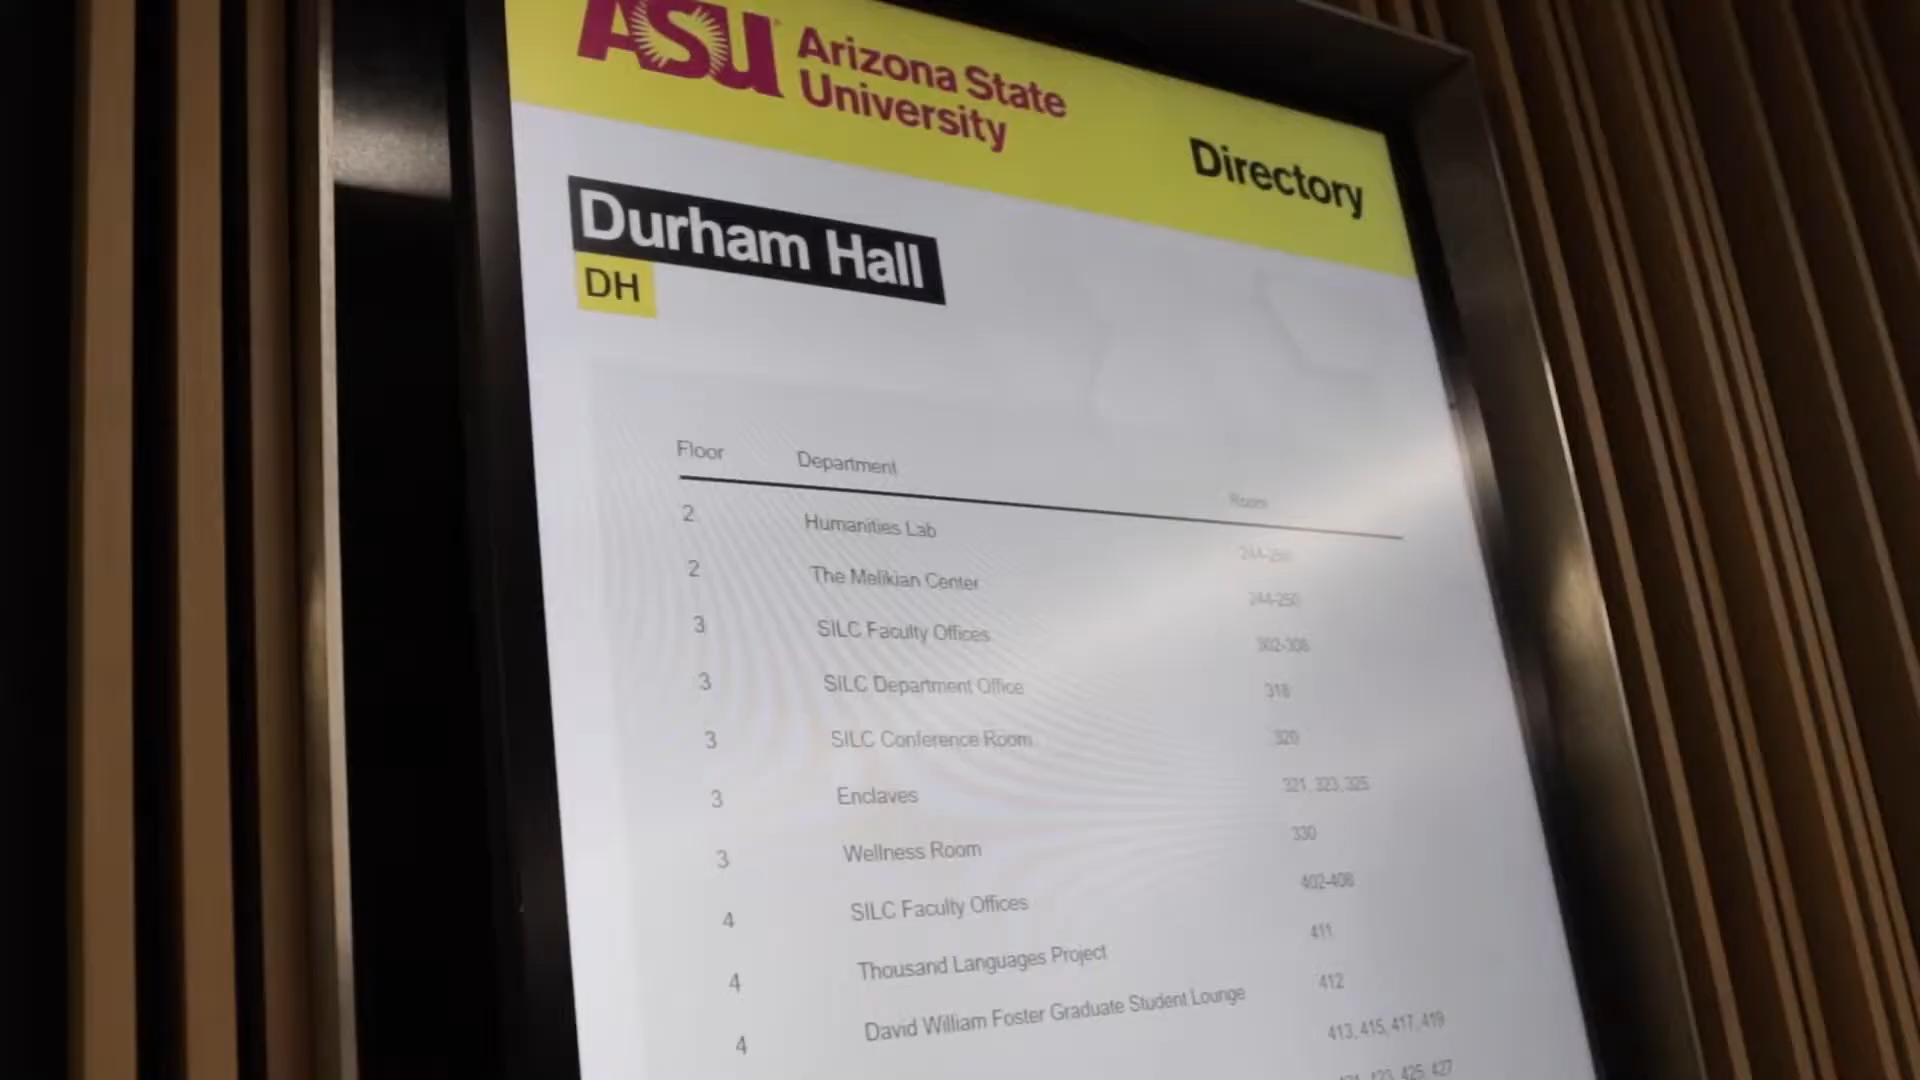 ASU Arizona State
University
Directory
Durham Hall
DH
Floor Department Room
2 Humanities Lab
2 The Melikian Center 244-250
3 SILC Faculty Offices 302-308
3 SILC Department Office 318
3 SILC Conference Room 320
3 Enclaves 321, 323, 325
3 Wellness Room 330
4 SILC Faculty Offices 402-408
4 Thousand Languages Project 411
4 David William Foster Graduate Student Lounge 412
413, 415, 417, 419
423, 425, 427